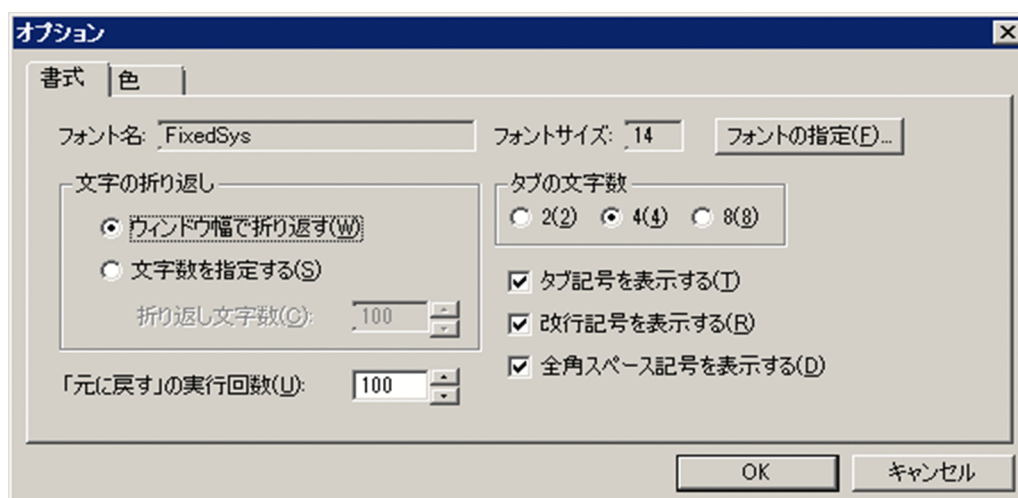 オプション
書式 色
フォント名: FixedSys フォントサイズ: 14 フォントの指定(F)...
文字の折り返し
ウィンドウ幅で折り返す(W)
文字数を指定する(S)
折り返し文字数(C): 100
「元に戻す」の実行回数(U): 100
タブの文字数
2(2) 4(4) 8(8)
タブ記号を表示する(T)
改行記号を表示する(R)
全角スペース記号を表示する(D)
OK キャンセル